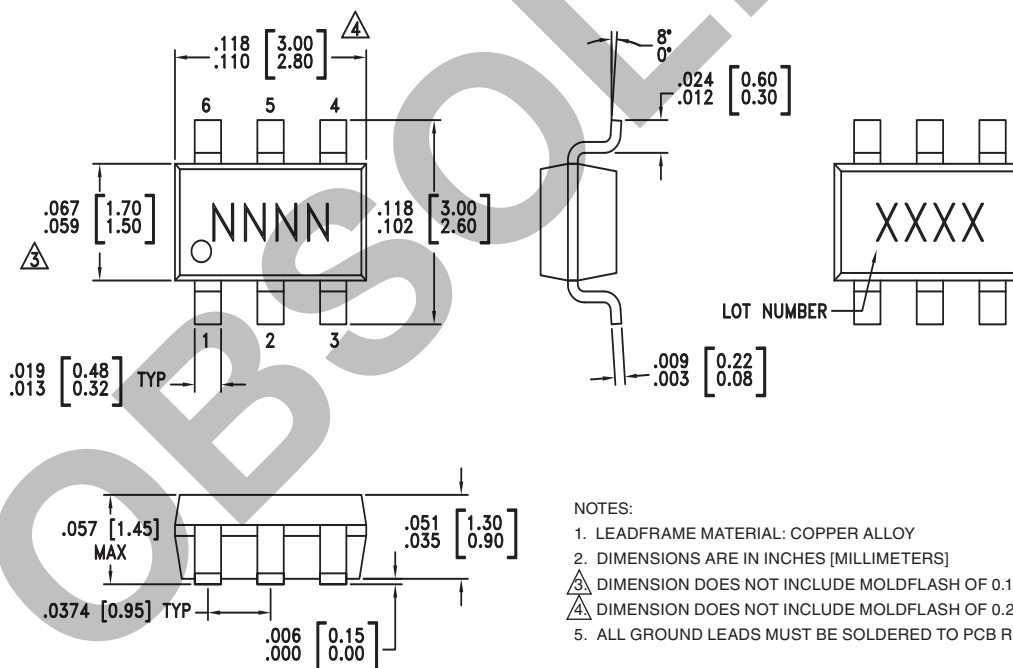 .118 [3.00]
.110 [2.80]
4
6 5 4
.067 [1.70]
.059 [1.50]
3
NNNN
.118 [3.00]
.102 [2.60]
1 2 3
.019 [0.48] TYP
.013 [0.32]
8°
0°
.024 [0.60]
.012 [0.30]
.009 [0.22]
.003 [0.08]
XXXX
LOT NUMBER
.057 [1.45]
MAX
.051 [1.30]
.035 [0.90]
.0374 [0.95] TYP
.006 [0.15]
.000 [0.00]
NOTES:
1. LEADFRAME MATERIAL: COPPER ALLOY
2. DIMENSIONS ARE IN INCHES [MILLIMETERS]
3. DIMENSION DOES NOT INCLUDE MOLDFLASH OF 0.1
4. DIMENSION DOES NOT INCLUDE MOLDFLASH OF 0.2
5. ALL GROUND LEADS MUST BE SOLDERED TO PCB R
OBSOL